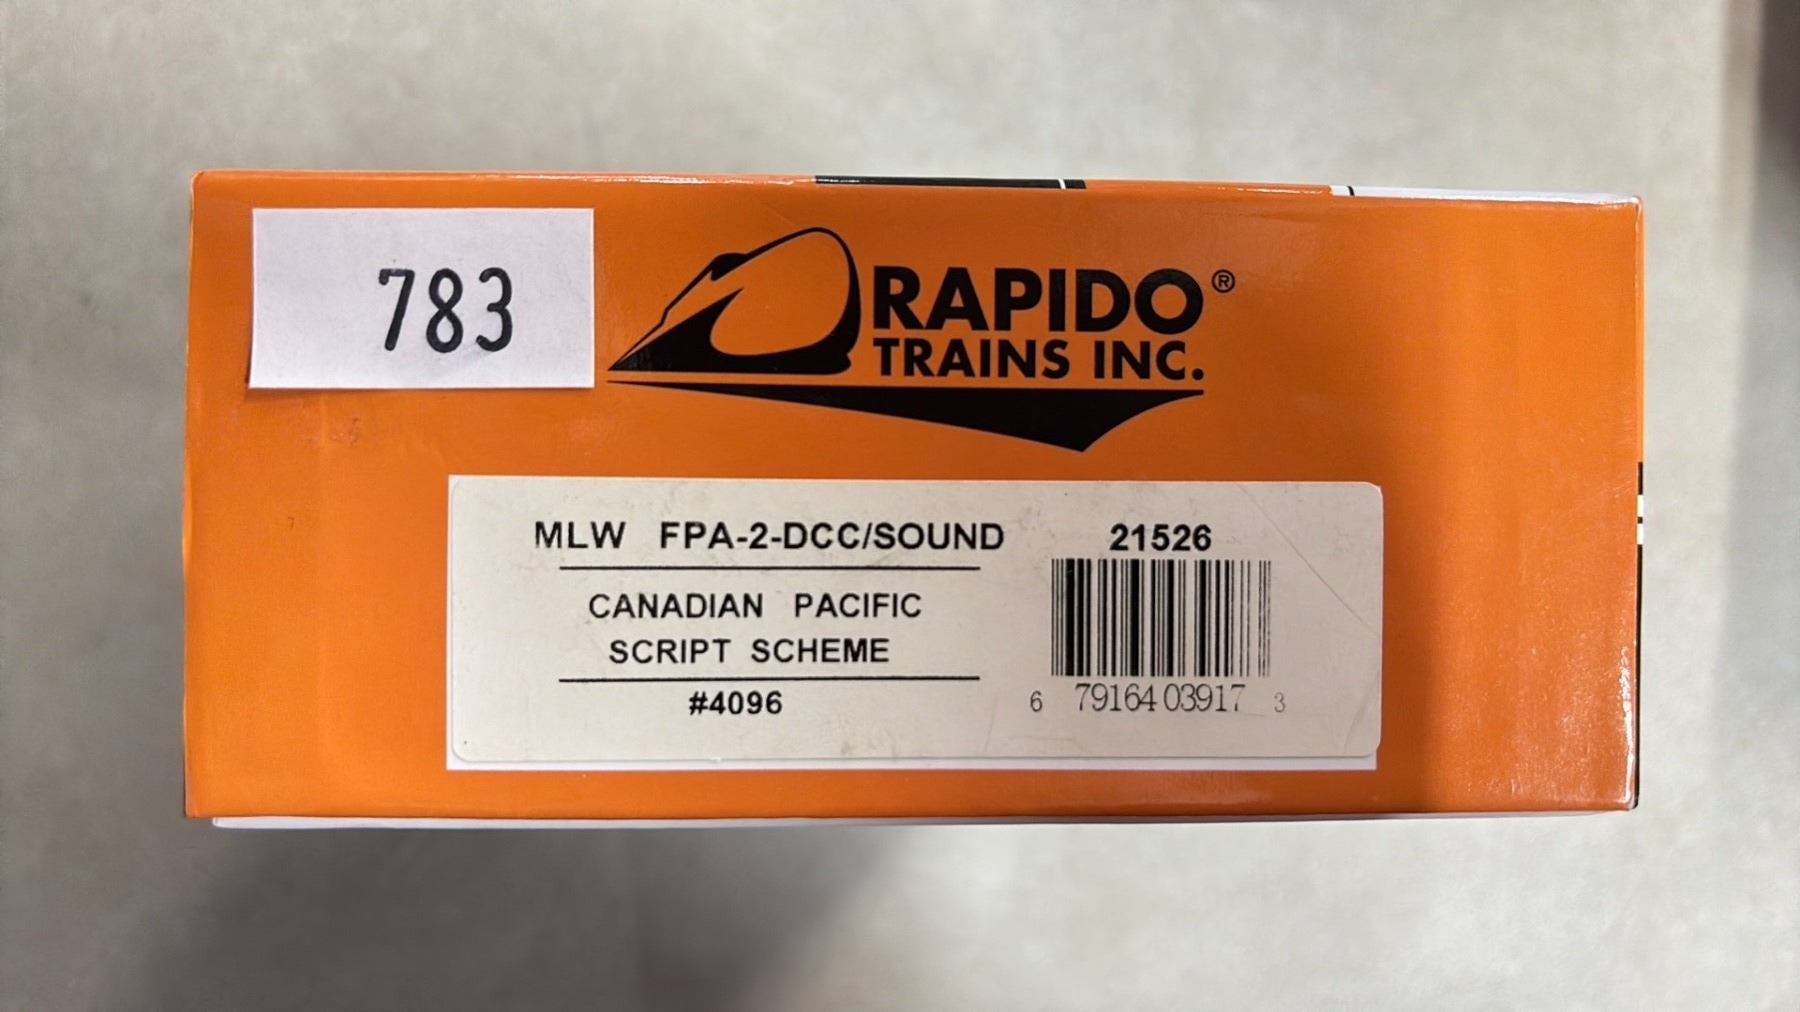 783
RAPIDO®
TRAINS INC.
MLW FPA-2-DCC/SOUND
21526
CANADIAN PACIFIC
SCRIPT SCHEME
#4096
6 79164 03917 3